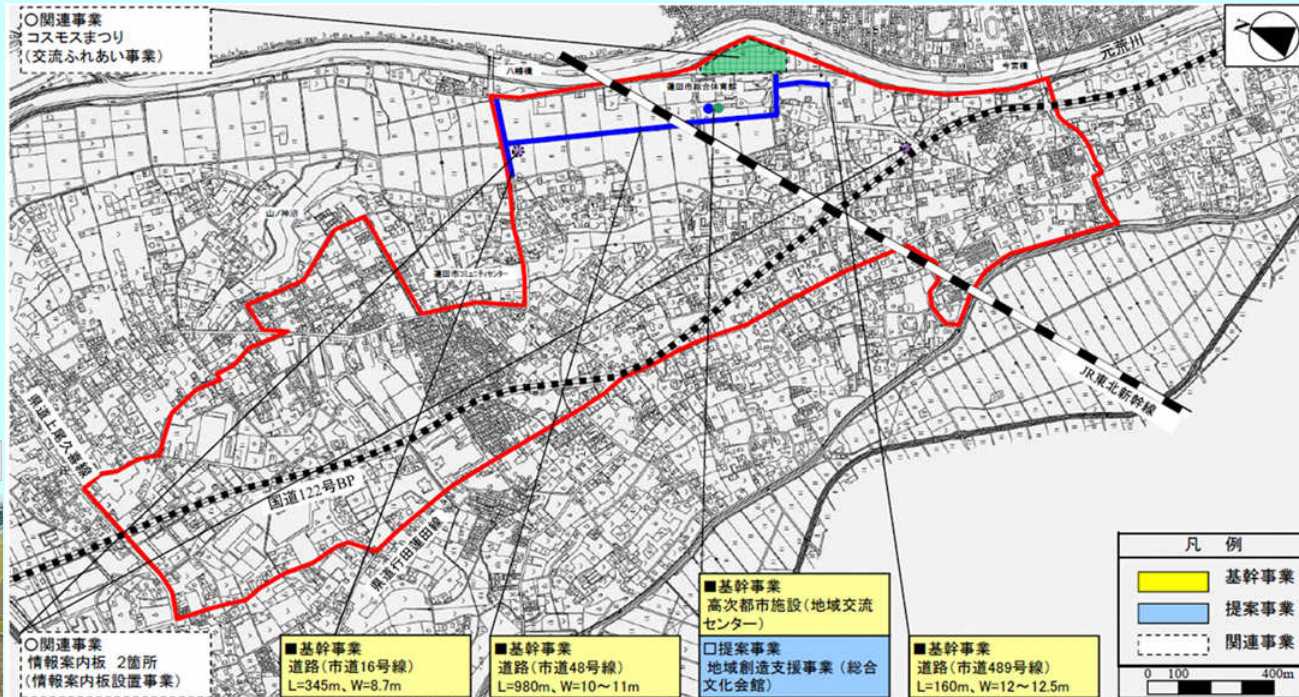 ○関連事業
コスモスまつり
(交流ふれあい事業)
八幡橋
蓮田市総合体育館
今宮橋
元荒川
N
山ノ神沼
蓮田市コミュニティセンター
JR東北新幹線
県道上尾久喜線
国道122号BP
県道行田蓮田線
○関連事業
情報案内板 2箇所
(情報案内板設置事業)
■基幹事業
道路(市道16号線)
L=345m、W=8.7m
■基幹事業
道路(市道48号線)
L=980m、W=10～11m
■基幹事業
高次都市施設(地域交流
センター)
□提案事業
地域創造支援事業(総合
文化会館)
■基幹事業
道路(市道489号線)
L=160m、W=12～12.5m
凡 例
基幹事業
提案事業
関連事業
0 100 400m